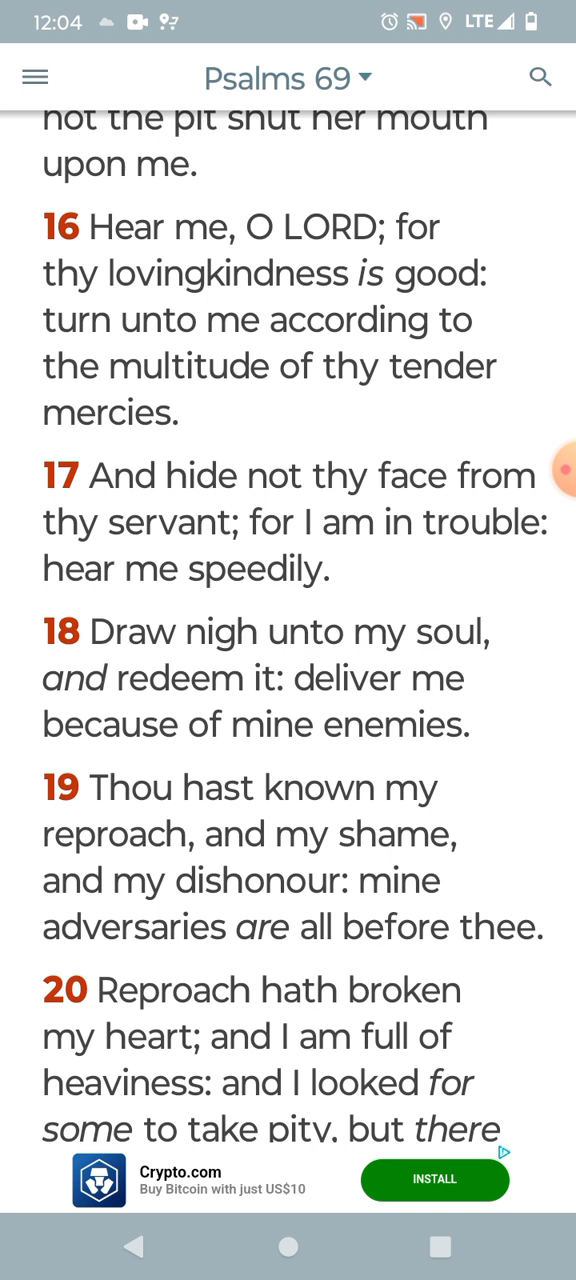 12:04
LTE
Psalms 69
not the pit shut her mouth
upon me.
16 Hear me, O LORD; for
thy lovingkindness is good:
turn unto me according to
the multitude of thy tender
mercies.
17 And hide not thy face from
thy servant; for I am in trouble:
hear me speedily.
18 Draw nigh unto my soul,
and redeem it: deliver me
because of mine enemies.
19 Thou hast known my
reproach, and my shame,
and my dishonour: mine
adversaries are all before thee.
20 Reproach hath broken
my heart; and I am full of
heaviness: and I looked for
some to take pity, but there
Crypto.com
Buy Bitcoin with just US$10
INSTALL